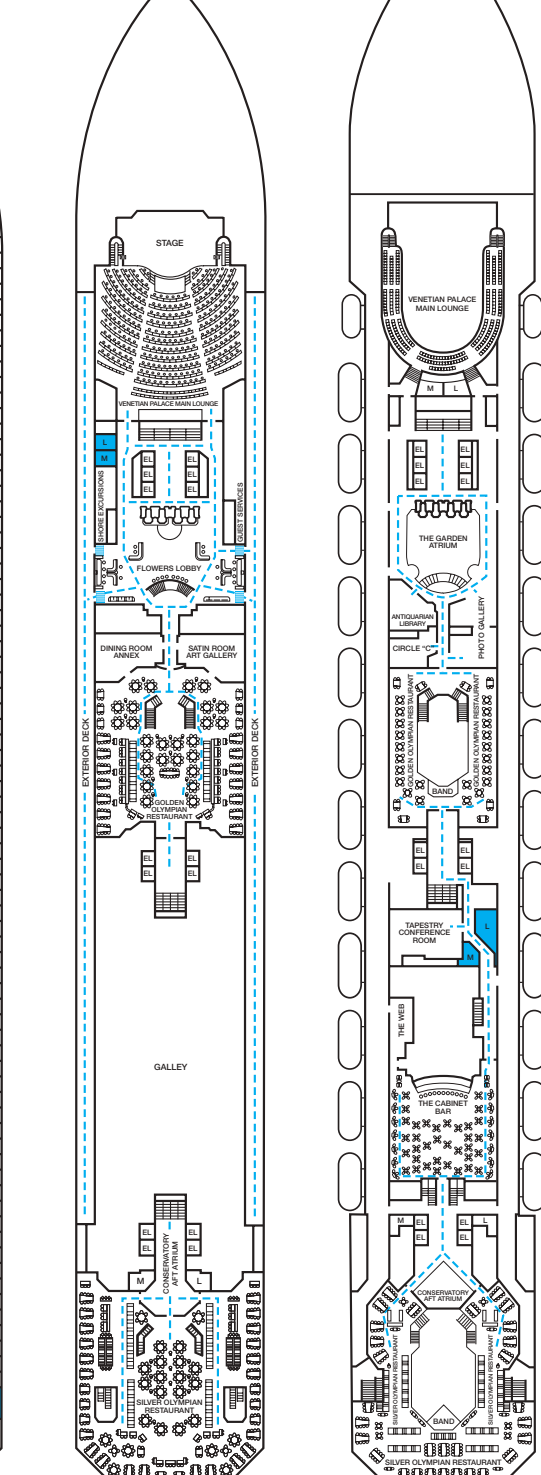 STAGE
VENETIAN PALACE MAIN LOUNGE
L
M
EL
EL
EL
EL
EL
EL
SHORE EXCURSIONS
GUEST SERVICES
FLOWERS LOBBY
DINING ROOM
ANNEX
SATIN ROOM
ART GALLERY
EXTERIOR DECK
EXTERIOR DECK
GOLDEN
OLYMPIAN
RESTAURANT
EL
EL
EL
EL
GALLEY
EL
EL
EL
EL
CONSERVATORY
AFT ATRIUM
M
L
SILVER OLYMPIAN
RESTAURANT
VENETIAN PALACE
MAIN LOUNGE
M
L
EL
EL
EL
EL
EL
EL
THE GARDEN
ATRIUM
ANTIQUARIAN
LIBRARY
PHOTO GALLERY
CIRCLE "C"
GOLDEN OLYMPIAN RESTAURANT
GOLDEN OLYMPIAN RESTAURANT
BAND
EL
EL
EL
EL
TAPESTRY
CONFERENCE
ROOM
L
M
THE WEB
THE CABINET
BAR
M
EL
EL
EL
EL
L
CONSERVATORY
AFT ATRIUM
SILVER OLYMPIAN RESTAURANT
SILVER OLYMPIAN RESTAURANT
BAND
SILVER OLYMPIAN RESTAURANT